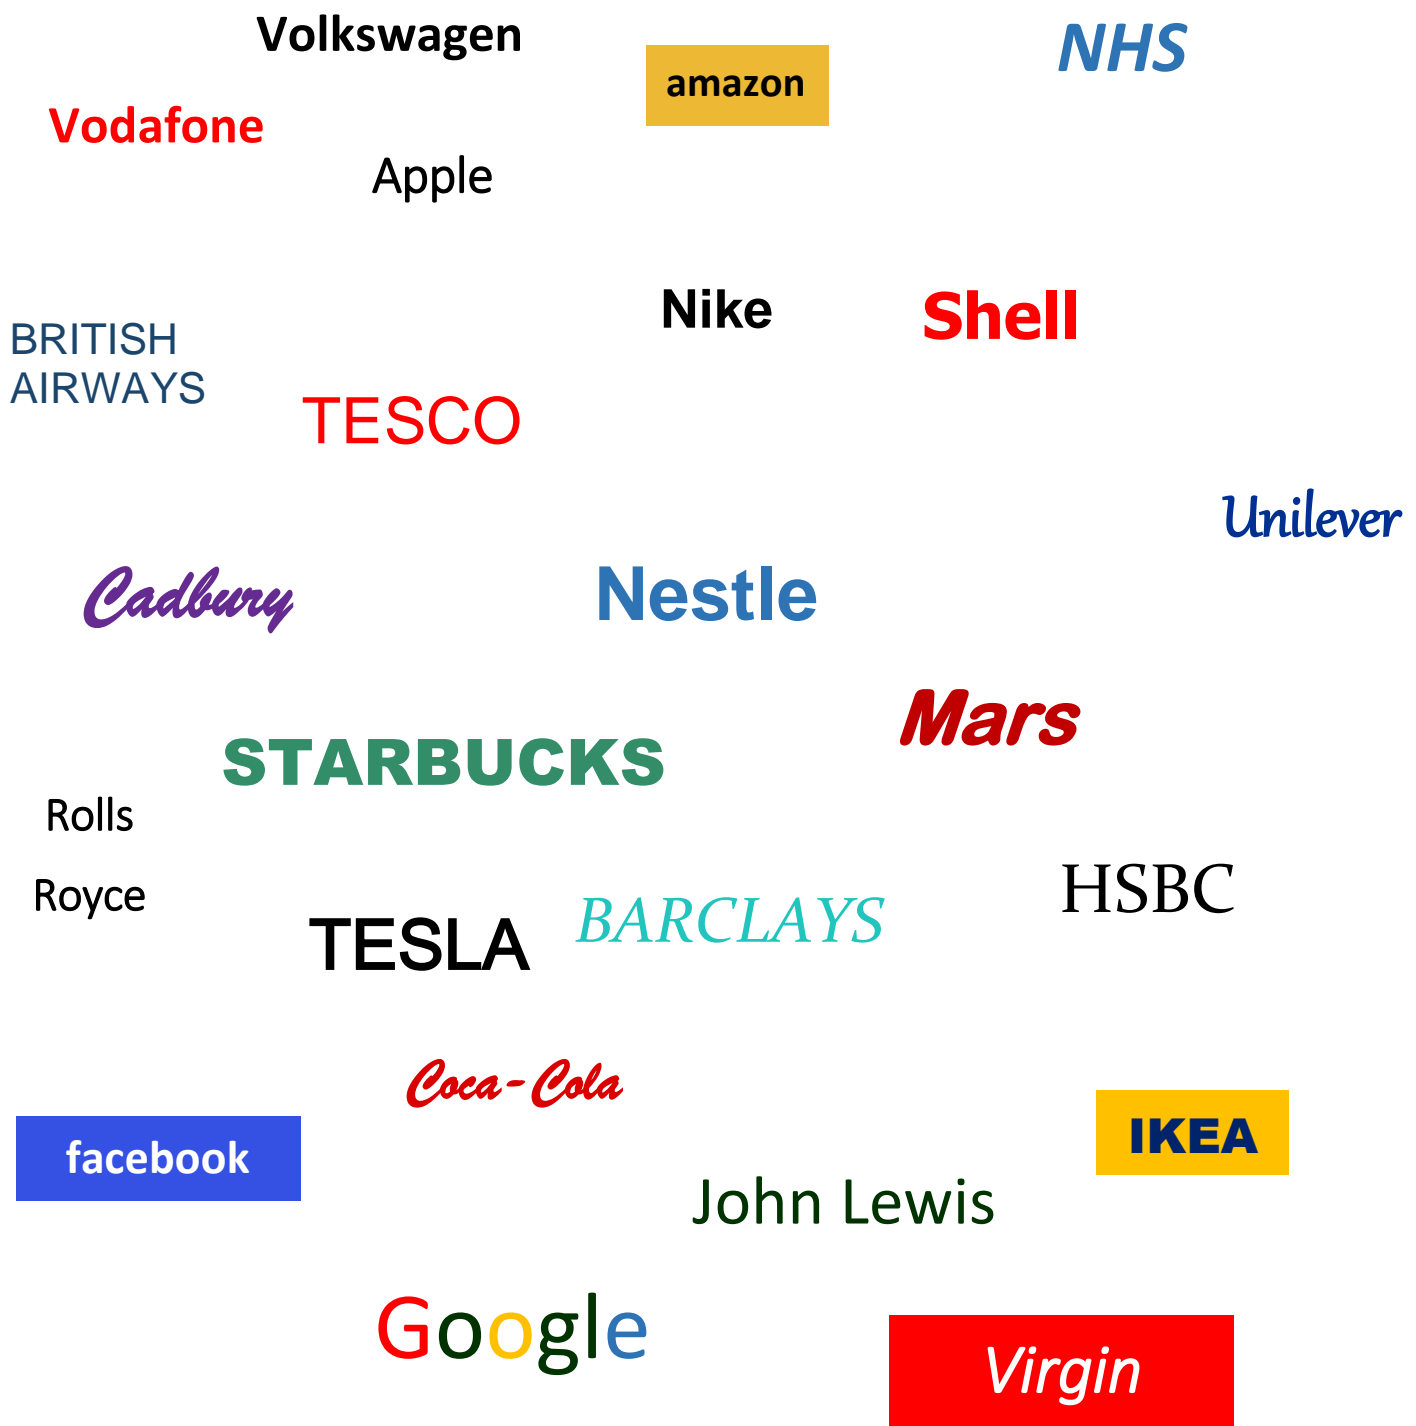 Volkswagen
amazon
NHS
Vodafone
Apple
Nike
Shell
BRITISH
AIRWAYS
TESCO
Unilever
Cadbury
Nestle
Mars
STARBUCKS
Rolls
Royce
HSBC
BARCLAYS
TESLA
Coca-Cola
IKEA
facebook
John Lewis
Google
Virgin